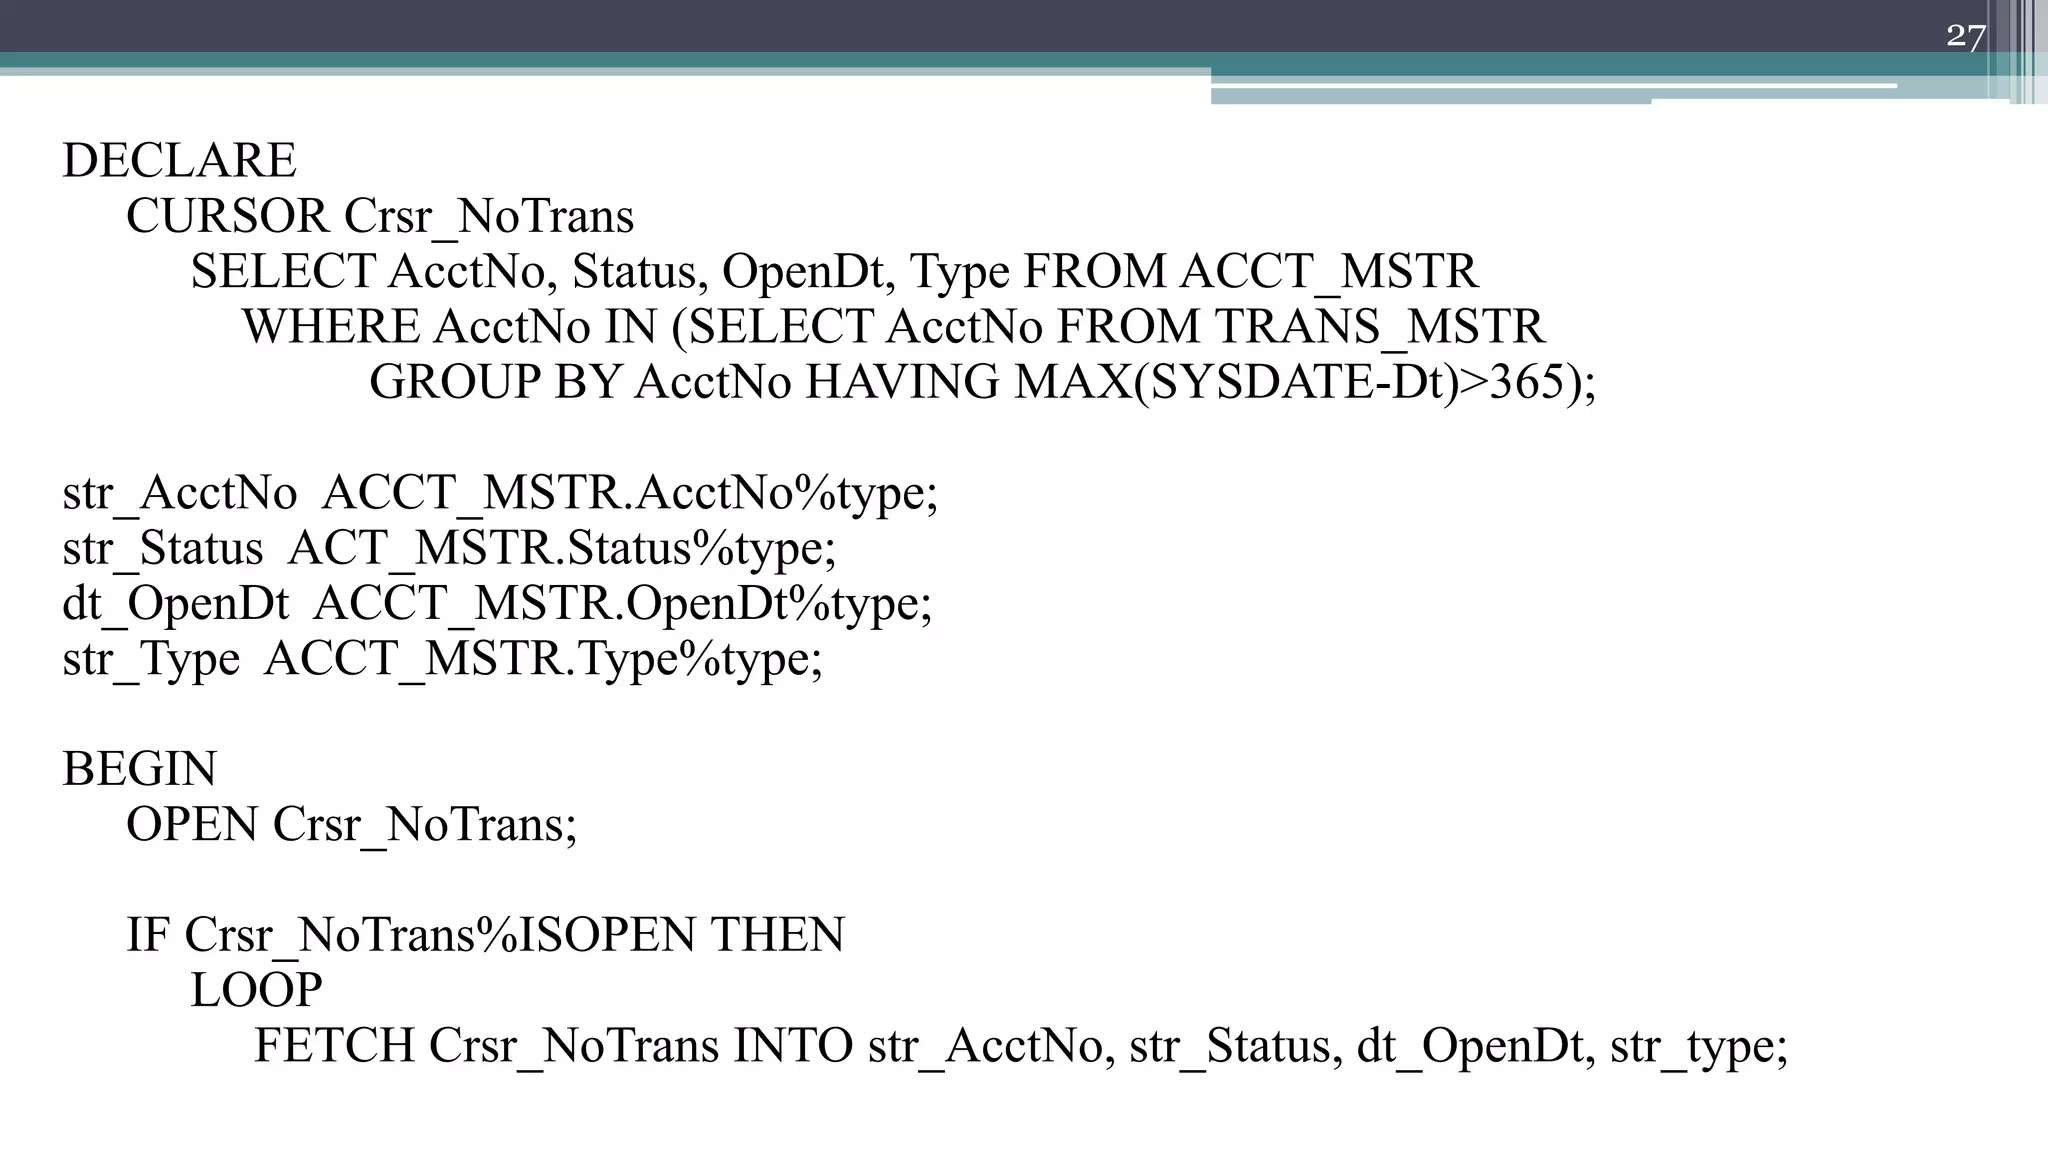 27
DECLARE
CURSOR Crsr_NoTrans
SELECT AcctNo, Status, OpenDt, Type FROM ACCT_MSTR
WHERE AcctNo IN (SELECT AcctNo FROM TRANS_MSTR
GROUP BY AcctNo HAVING MAX(SYSDATE-Dt)>365);
str_AcctNo ACCT_MSTR.AcctNo%type;
str_Status ACT_MSTR.Status%type;
dt_OpenDt ACCT_MSTR.OpenDt%type;
str_Type ACCT_MSTR.Type%type;
BEGIN
OPEN Crsr_NoTrans;
IF Crsr_NoTrans%ISOPEN THEN
LOOP
FETCH Crsr_NoTrans INTO str_AcctNo, str_Status, dt_OpenDt, str_type;